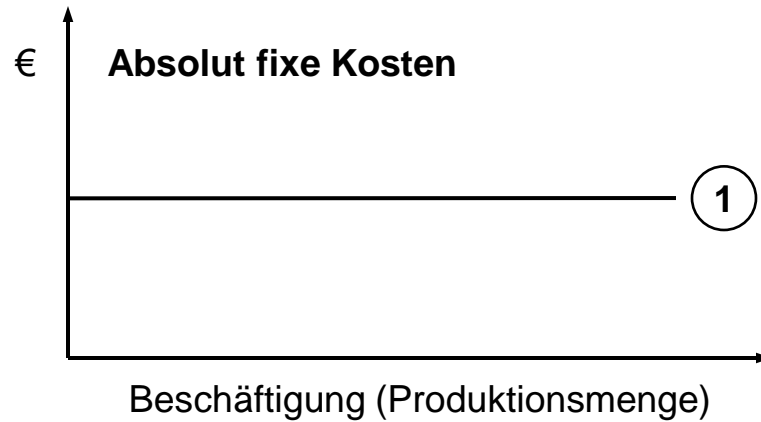 € Absolut fixe Kosten
1
Beschäftigung (Produktionsmenge)